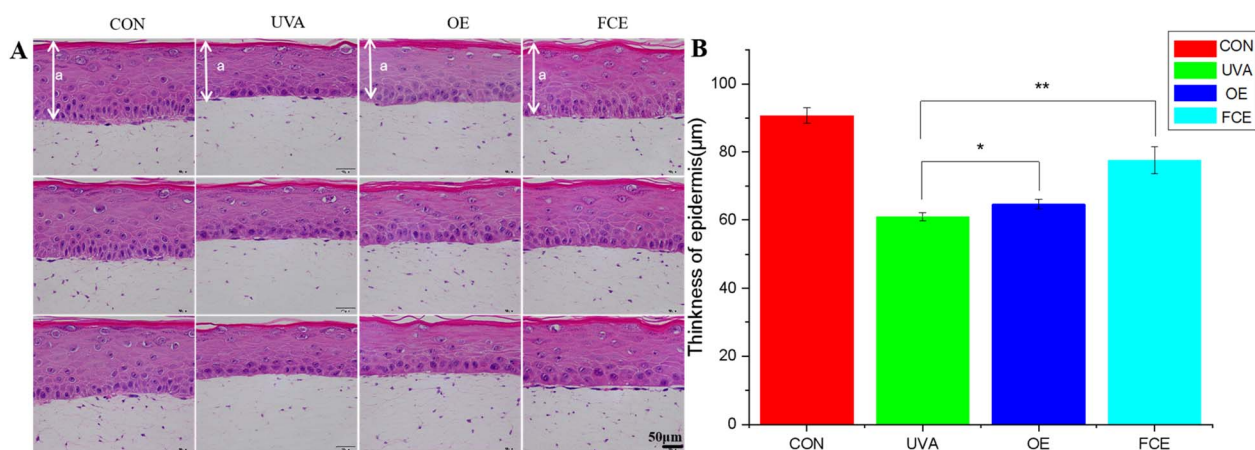 A
CON UVA OE FCE
a a a a
50μm
B
CON
UVA
OE
FCE
Thinkness of epidermis(μm)
100
80
60
40
20
0
*
**
CON UVA OE FCE